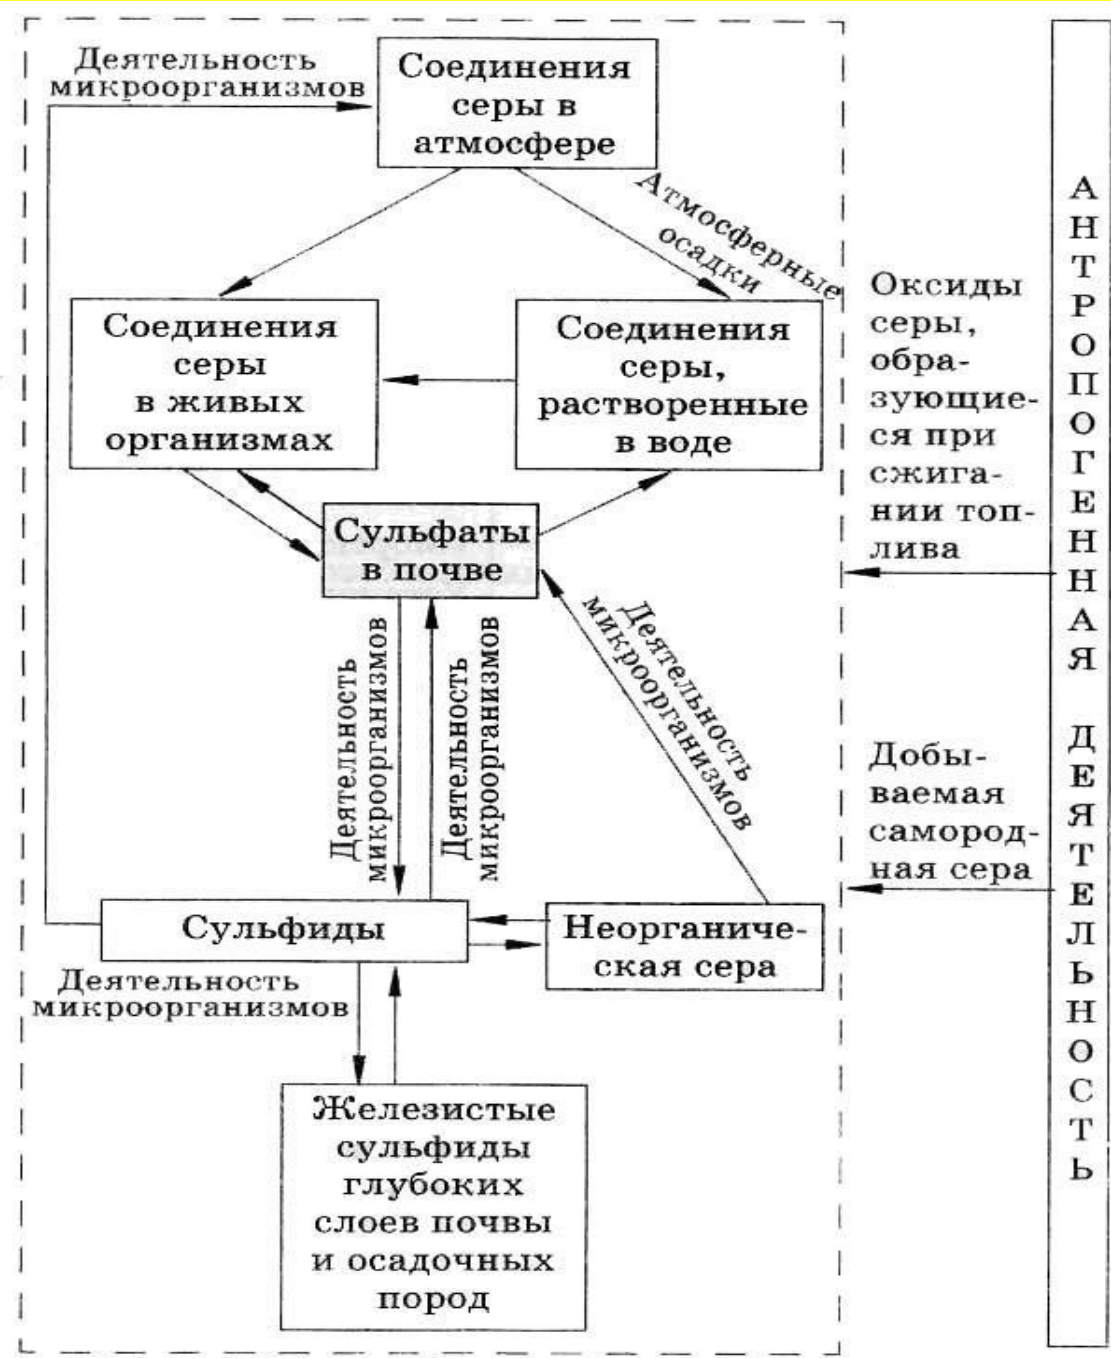 Деятельность
микроорганизмов
Соединения
серы в
атмосфере
Атмосферные
осадки
Соединения
серы
в живых
организмах
Соединения
серы,
растворенные
в воде
Сульфаты
в почве
Деятельность
микроорганизмов
Деятельность
микроорганизмов
Деятельность
микроорганизмов
Сульфиды
Неорганиче-
ская сера
Деятельность
микроорганизмов
Железистые
сульфиды
глубоких
слоев почвы
и осадочных
пород
Оксиды
серы,
обра-
зующие-
ся при
сжига-
нии топ-
лива
Добы-
ваемая
самород-
ная сера
АНТРОПОГЕННАЯ ДЕЯТЕЛЬНОСТЬ